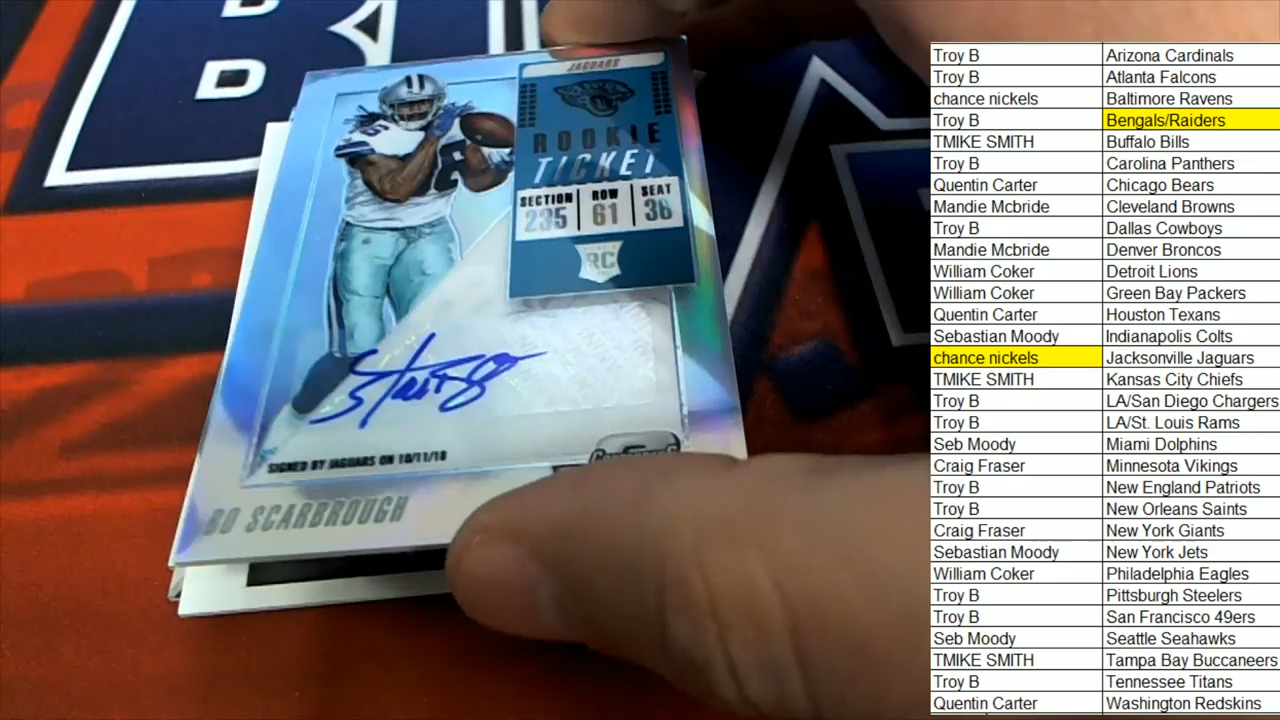 D
JAGUARS
ROOKIE
TICKET
SECTION ROW SEAT
235 61 36
RC
SIGNED BY JAGUARS ON 10/11/18
CONTENDERS
BO SCARBROUGH
Troy B Arizona Cardinals
Troy B Atlanta Falcons
chance nickels Baltimore Ravens
Troy B Bengals/Raiders
TMIKE SMITH Buffalo Bills
Troy B Carolina Panthers
Quentin Carter Chicago Bears
Mandie Mcbride Cleveland Browns
Troy B Dallas Cowboys
Mandie Mcbride Denver Broncos
William Coker Detroit Lions
William Coker Green Bay Packers
Quentin Carter Houston Texans
Sebastian Moody Indianapolis Colts
chance nickels Jacksonville Jaguars
TMIKE SMITH Kansas City Chiefs
Troy B LA/San Diego Chargers
Troy B LA/St. Louis Rams
Seb Moody Miami Dolphins
Craig Fraser Minnesota Vikings
Troy B New England Patriots
Troy B New Orleans Saints
Craig Fraser New York Giants
Sebastian Moody New York Jets
William Coker Philadelphia Eagles
Troy B Pittsburgh Steelers
Troy B San Francisco 49ers
Seb Moody Seattle Seahawks
TMIKE SMITH Tampa Bay Buccaneers
Troy B Tennessee Titans
Quentin Carter Washington Redskins